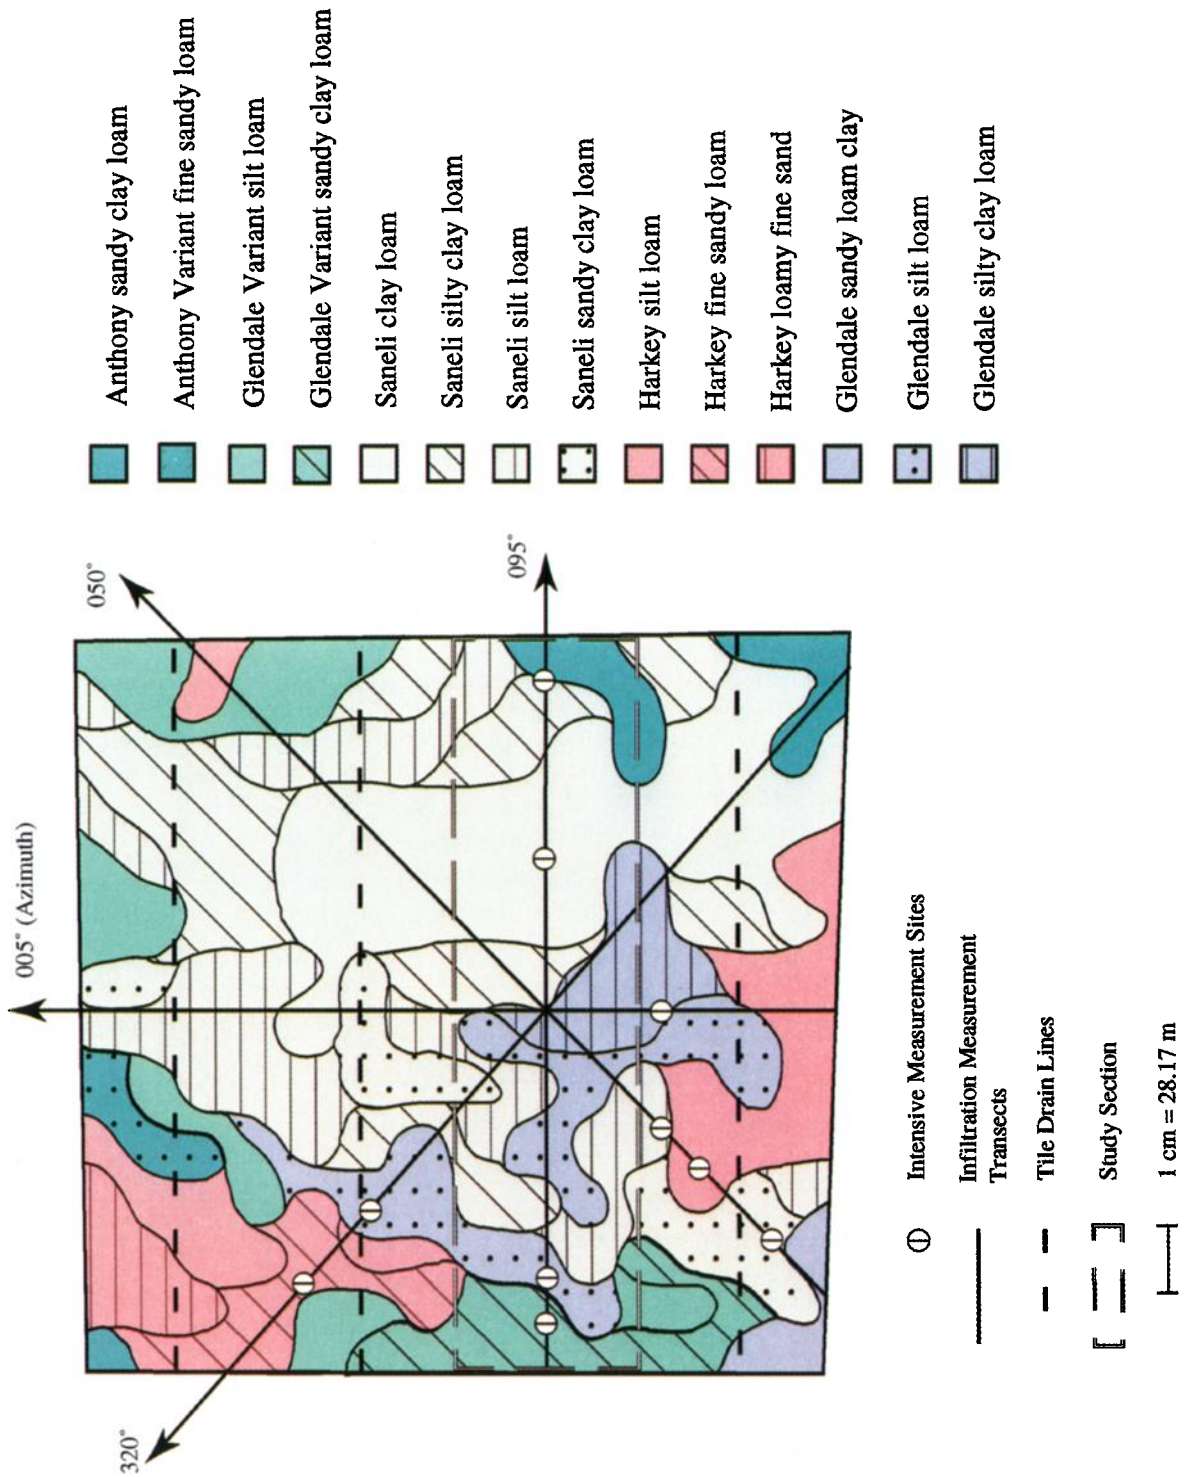 005° (Azimuth)
050°
095°
320°
Anthony sandy clay loam
Anthony Variant fine sandy loam
Glendale Variant silt loam
Glendale Variant sandy clay loam
Saneli clay loam
Saneli silty clay loam
Saneli silt loam
Saneli sandy clay loam
Harkey silt loam
Harkey fine sandy loam
Harkey loamy fine sand
Glendale sandy loam clay
Glendale silt loam
Glendale silty clay loam
Intensive Measurement Sites
Infiltration Measurement
Transects
Tile Drain Lines
Study Section
1 cm = 28.17 m